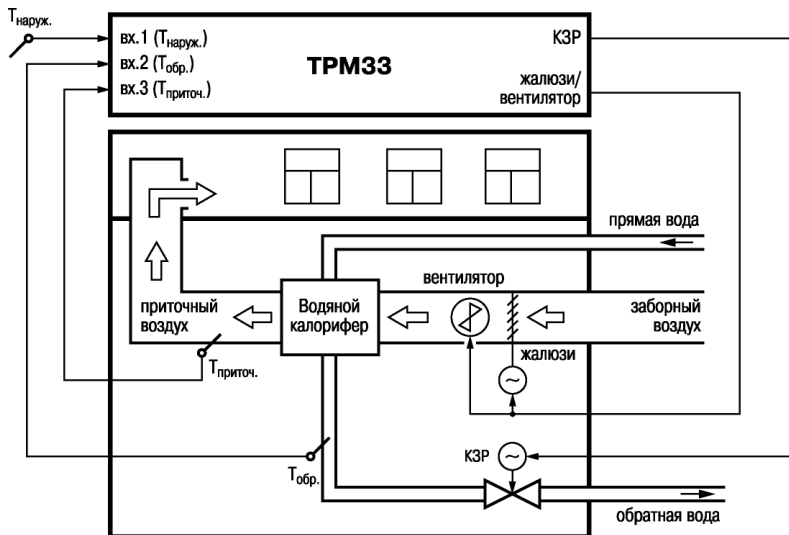 Tнаруж.
вх.1 (Tнаруж.)
вх.2 (Tобр.)
вх.3 (Tприточ.)
ТРМ33
КЗР
жалюзи/
вентилятор
прямая вода
вентилятор
приточный
воздух
Водяной
калорифер
заборный
воздух
жалюзи
Tприточ.
Tобр.
КЗР
обратная вода